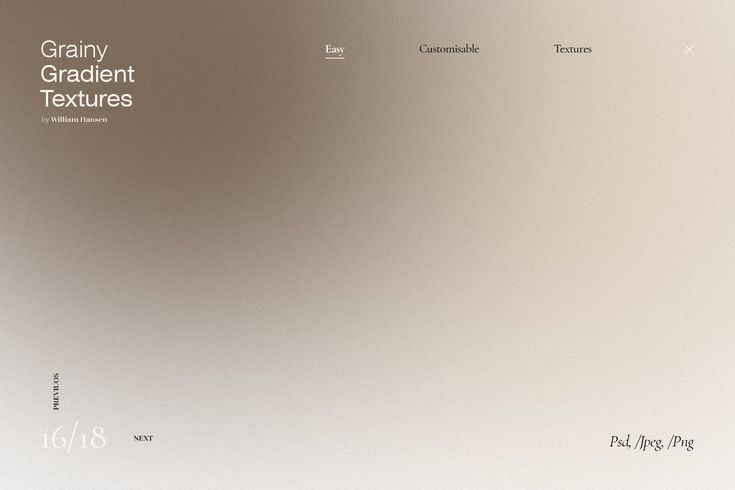 Grainy
Gradient
Textures
by William Hansen
Easy
Customisable
Textures
PREVIUOS
16/18
NEXT
Psd, /Jpeg, /Png